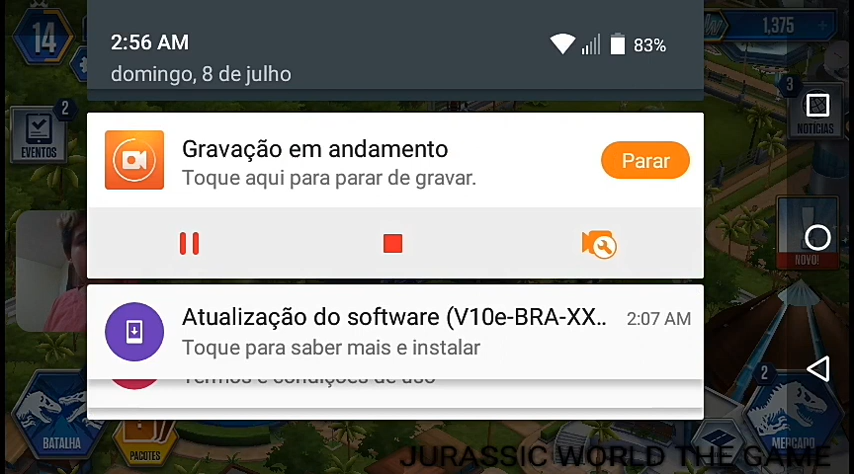 14
2:56 AM
83%
1,375
domingo, 8 de julho
2
EVENTOS
3
NOTÍCIAS
Gravação em andamento
Toque aqui para parar de gravar.
Parar
NOVO!
Atualização do software (V10e-BRA-XX..
2:07 AM
Toque para saber mais e instalar
Termos e condições de uso
2
BATALHA
PACOTES
MERCADO
JURASSIC WORLD THE GAME